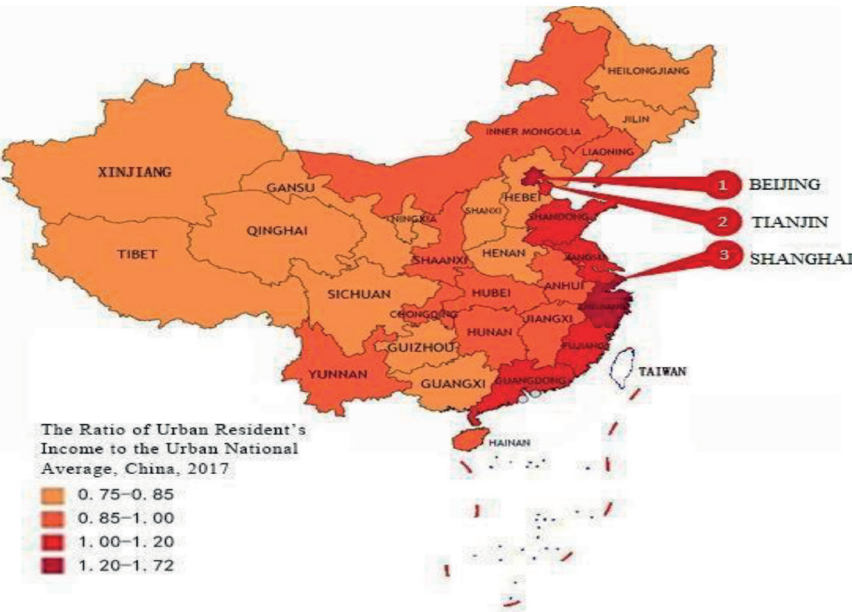 HEILONGJIANG
JILIN
INNER MONGOLIA
LIAONING
XINJIANG
GANSU
1 BEIJING
HEBEI
NINGXIA
SHANXI
SHANDONG
2 TIANJIN
QINGHAI
TIBET
SHAANXI
HENAN
3 SHANGHAI
SICHUAN
HUBEI
ANHUI
CHONGQING
JIANGXI
HUNAN
FUJIAN
GUIZHOU
YUNNAN
GUANGXI
GUANGDONG
TAIWAN
HAINAN
The Ratio of Urban Resident's
Income to the Urban National
Average, China, 2017
0.75–0.85
0.85–1.00
1.00–1.20
1.20–1.72